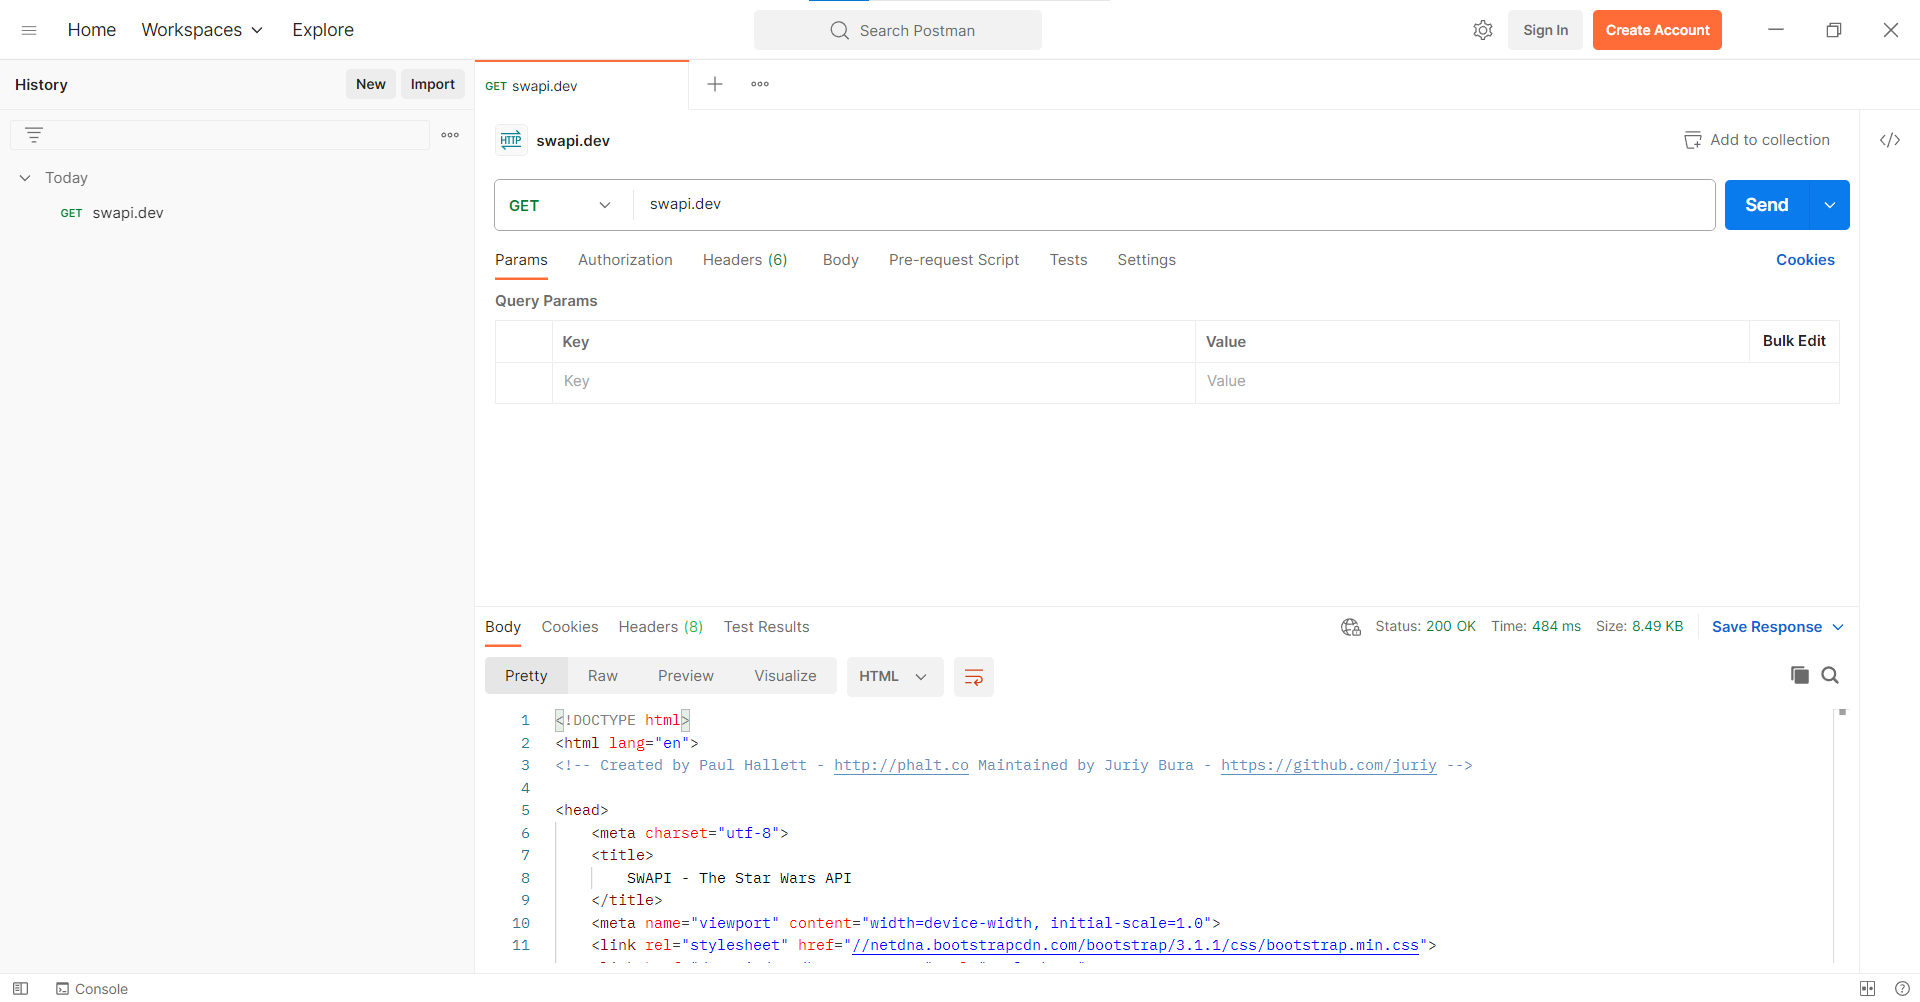 Home Workspaces Explore Search Postman Sign In Create Account
History New Import
GET swapi.dev
Today
GET swapi.dev
HTTP swapi.dev Add to collection
GET swapi.dev Send
Params Authorization Headers (6) Body Pre-request Script Tests Settings Cookies
Query Params
Key Value Bulk Edit
Key Value
Body Cookies Headers (8) Test Results Status: 200 OK Time: 484 ms Size: 8.49 KB Save Response
Pretty Raw Preview Visualize HTML
1 <!DOCTYPE html>
2 <html lang="en">
3 <!-- Created by Paul Hallett - http://phalt.co Maintained by Juriy Bura - https://github.com/juriy -->
4
5 <head>
6 <meta charset="utf-8">
7 <title>
8 SWAPI - The Star Wars API
9 </title>
10 <meta name="viewport" content="width=device-width, initial-scale=1.0">
11 <link rel="stylesheet" href="//netdna.bootstrapcdn.com/bootstrap/3.1.1/css/bootstrap.min.css">
Console